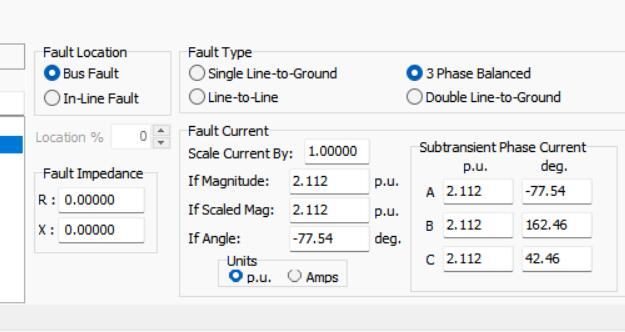 Fault Location
Bus Fault
In-Line Fault
Location % 0
Fault Impedance
R : 0.00000
X : 0.00000
Fault Type
Single Line-to-Ground
3 Phase Balanced
Line-to-Line
Double Line-to-Ground
Fault Current
Scale Current By: 1.00000
If Magnitude: 2.112 p.u.
If Scaled Mag: 2.112 p.u.
If Angle: -77.54 deg.
Units
p.u. Amps
Subtransient Phase Current
p.u. deg.
A 2.112 -77.54
B 2.112 162.46
C 2.112 42.46